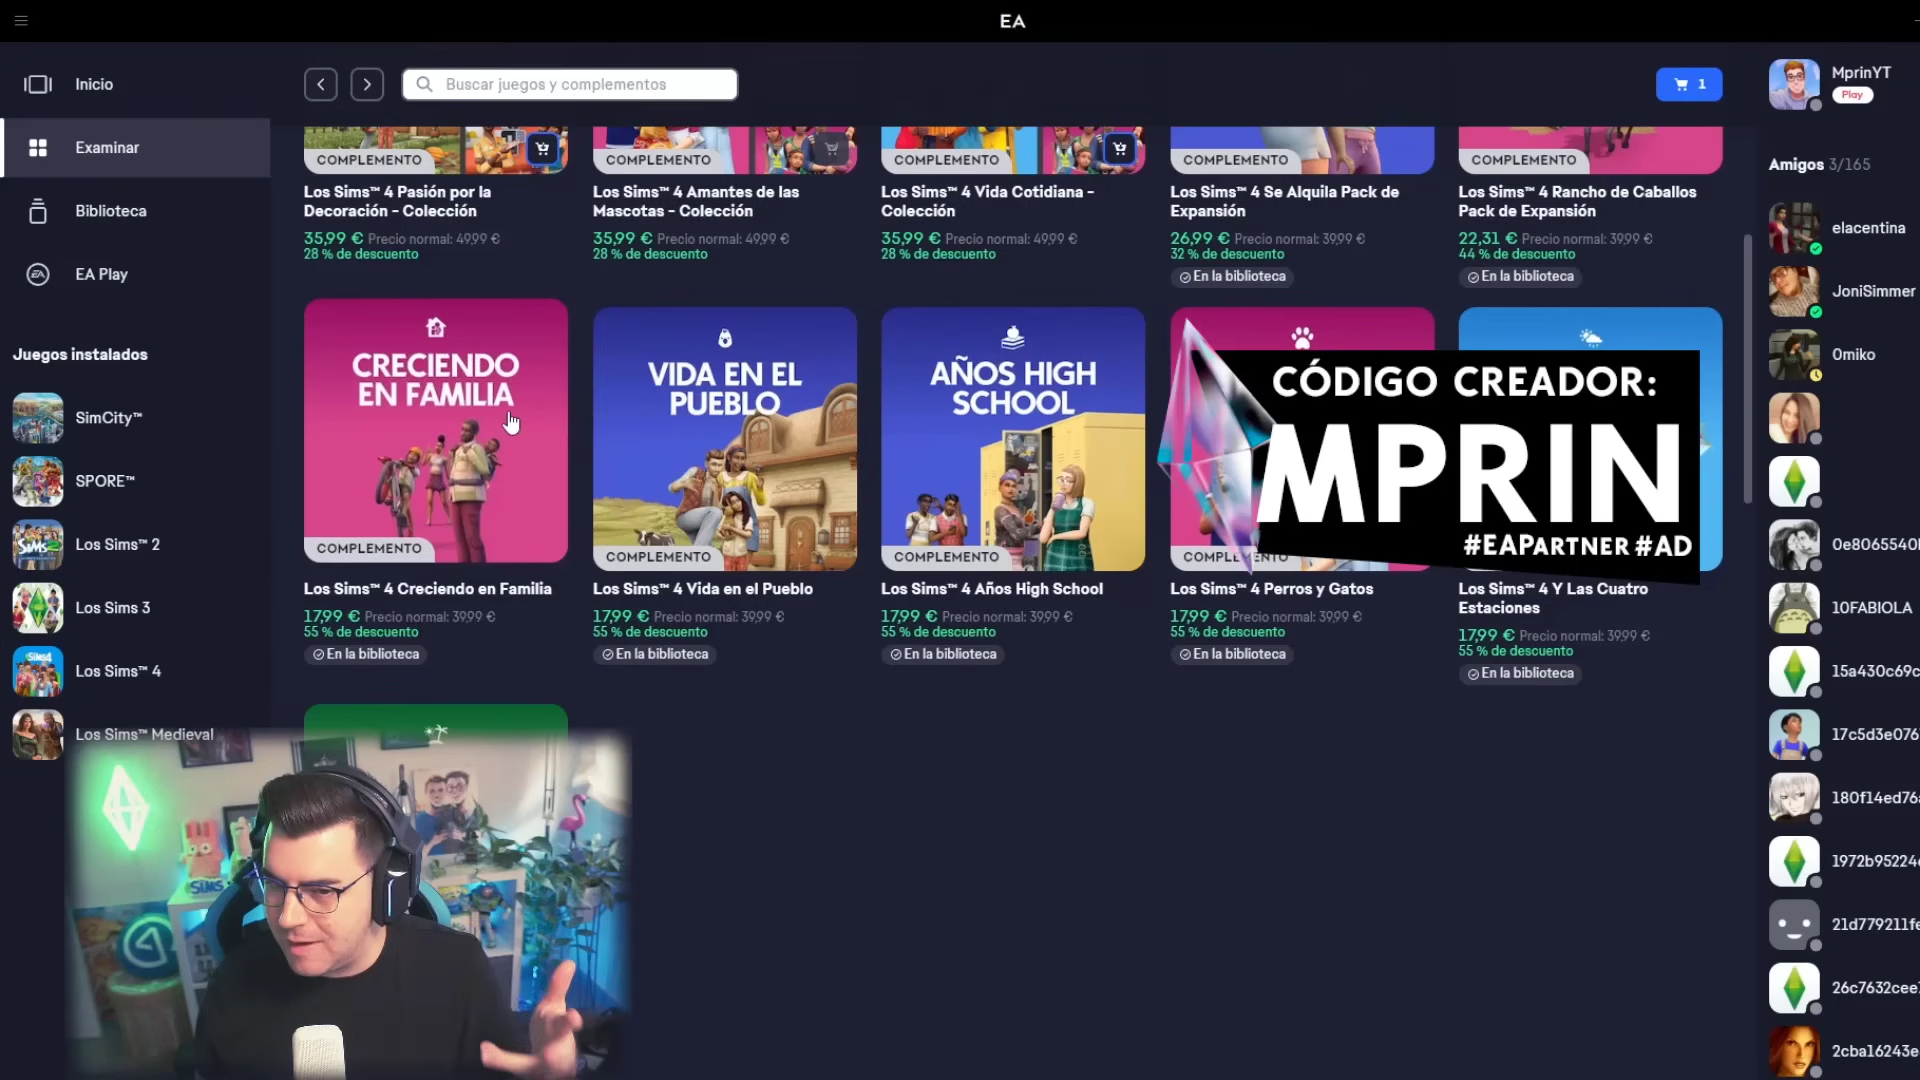 EA
Inicio
Examinar
Biblioteca
EA Play
Juegos instalados
SimCity™
SPORE™
Los Sims™ 2
Los Sims 3
Los Sims™ 4
Los Sims™ Medieval
Buscar juegos y complementos
1
COMPLEMENTO
Los Sims™ 4 Pasión por la
Decoración - Colección
35,99 € Precio normal: 49,99 €
28 % de descuento
COMPLEMENTO
Los Sims™ 4 Amantes de las
Mascotas - Colección
35,99 € Precio normal: 49,99 €
28 % de descuento
COMPLEMENTO
Los Sims™ 4 Vida Cotidiana -
Colección
35,99 € Precio normal: 49,99 €
28 % de descuento
COMPLEMENTO
Los Sims™ 4 Se Alquila Pack de
Expansión
26,99 € Precio normal: 39,99 €
32 % de descuento
En la biblioteca
COMPLEMENTO
Los Sims™ 4 Rancho de Caballos
Pack de Expansión
22,31 € Precio normal: 39,99 €
44 % de descuento
En la biblioteca
CRECIENDO
EN FAMILIA
COMPLEMENTO
Los Sims™ 4 Creciendo en Familia
17,99 € Precio normal: 39,99 €
55 % de descuento
En la biblioteca
VIDA EN EL
PUEBLO
COMPLEMENTO
Los Sims™ 4 Vida en el Pueblo
17,99 € Precio normal: 39,99 €
55 % de descuento
En la biblioteca
AÑOS HIGH
SCHOOL
COMPLEMENTO
Los Sims™ 4 Años High School
17,99 € Precio normal: 39,99 €
55 % de descuento
En la biblioteca
CÓDIGO CREADOR:
MPRIN
#EAPARTNER #AD
COMPLEMENTO
Los Sims™ 4 Perros y Gatos
17,99 € Precio normal: 39,99 €
55 % de descuento
En la biblioteca
Los Sims™ 4 Y Las Cuatro
Estaciones
17,99 € Precio normal: 39,99 €
55 % de descuento
En la biblioteca
MprinYT
Play
Amigos 3/165
elacentina
JoniSimmer
0miko
0e8065540
10FABIOLA
15a430c69c
17c5d3e076
180f14ed76
1972b95224
21d779211f
26c7632cee
2cba16243e
SIMS